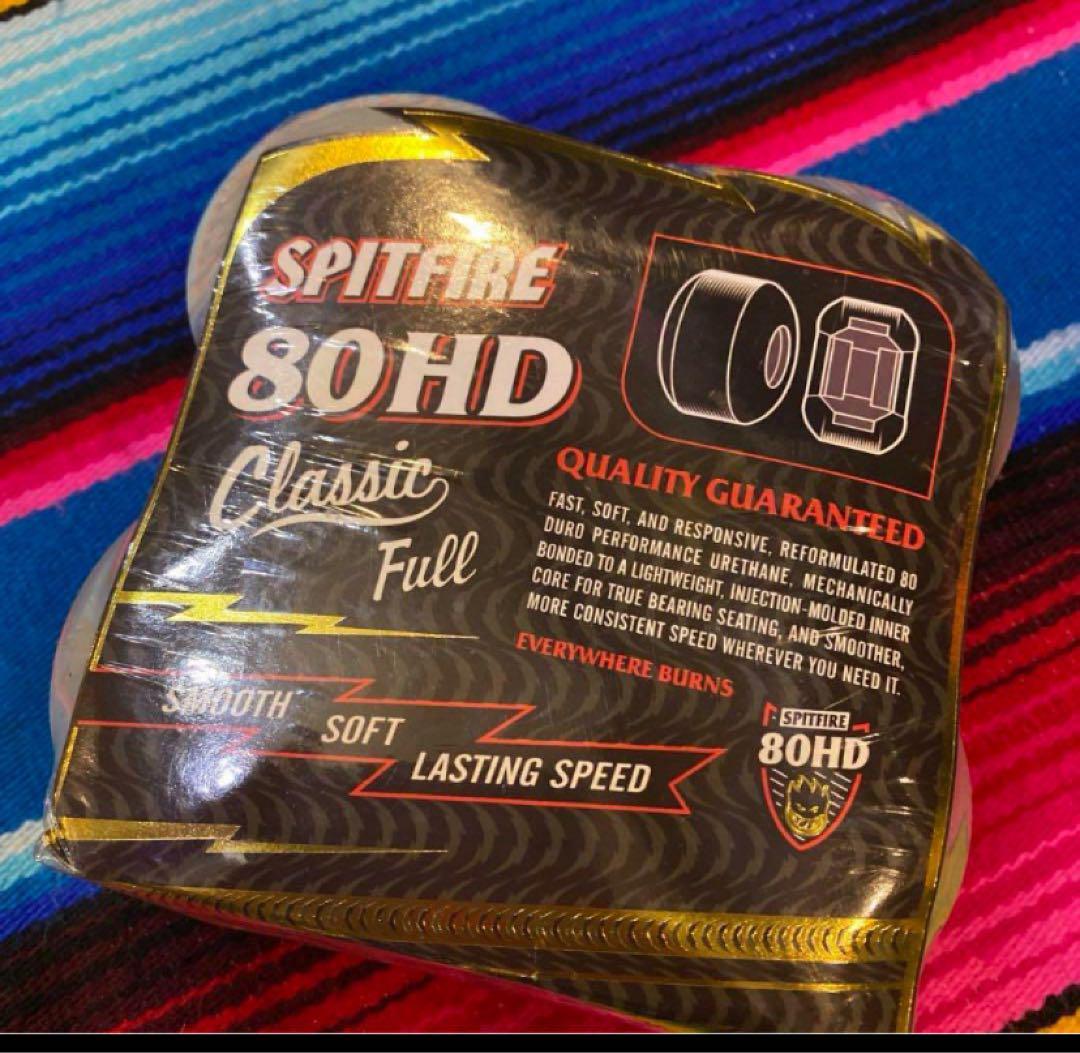 SPITFIRE
80HD
Classic
Full
QUALITY GUARANTEED
FAST, SOFT, AND RESPONSIVE, REFORMULATED 80
DURO PERFORMANCE URETHANE, MECHANICALLY
BONDED TO A LIGHTWEIGHT, INJECTION-MOLDED INNER
CORE FOR TRUE BEARING SEATING, AND SMOOTHER,
MORE CONSISTENT SPEED WHEREVER YOU NEED IT.
EVERYWHERE BURNS
SMOOTH
SOFT
LASTING SPEED
SPITFIRE
80HD